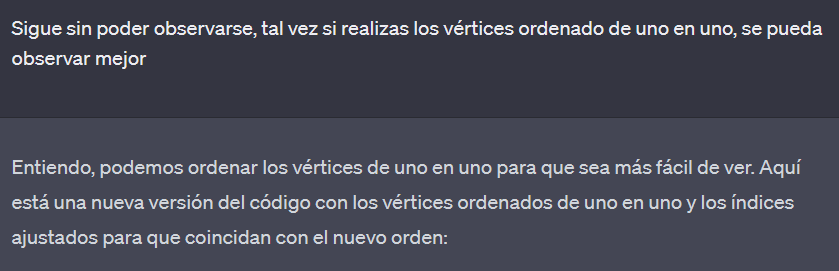 Sigue sin poder observarse, tal vez si realizas los vértices ordenado de uno en uno, se pueda
observar mejor
Entiendo, podemos ordenar los vértices de uno en uno para que sea más fácil de ver. Aquí
está una nueva versión del código con los vértices ordenados de uno en uno y los índices
ajustados para que coincidan con el nuevo orden: